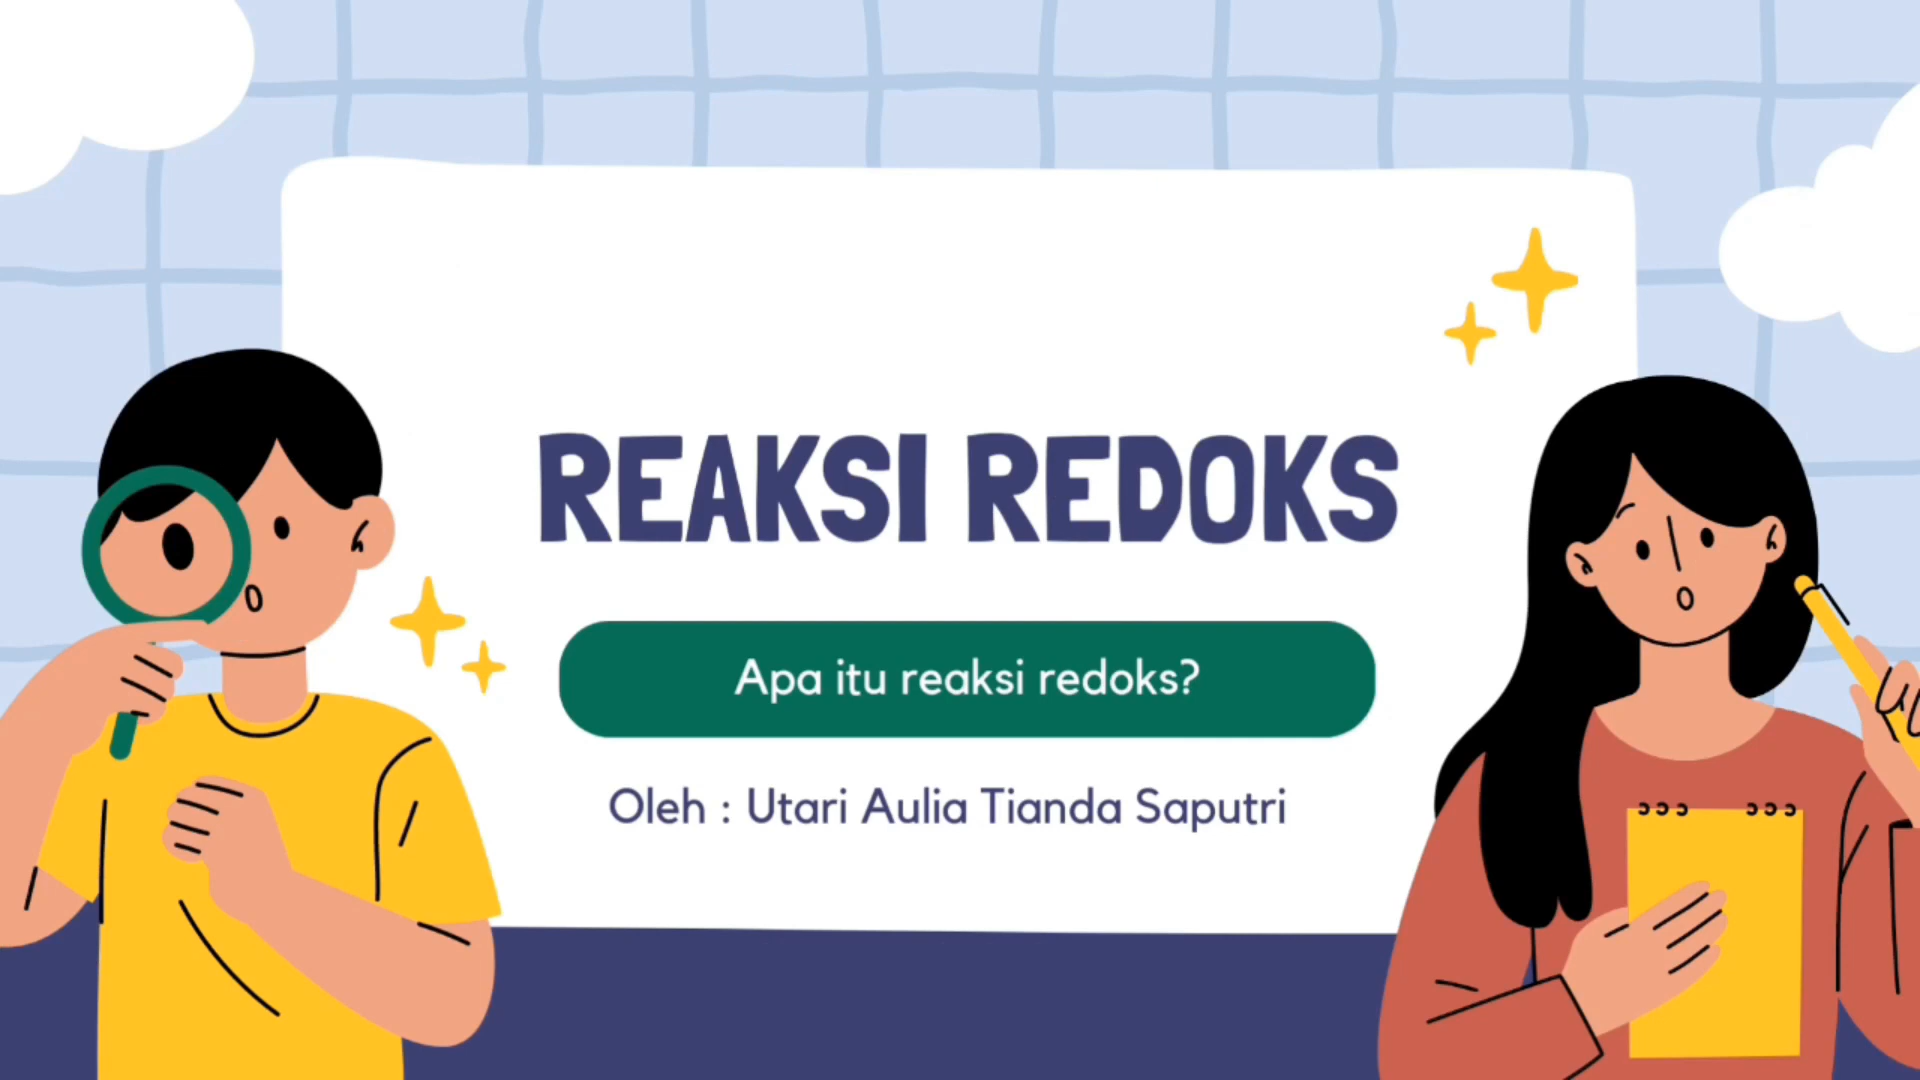 REAKSI REDOKS
Apa itu reaksi redoks?
Oleh : Utari Aulia Tianda Saputri